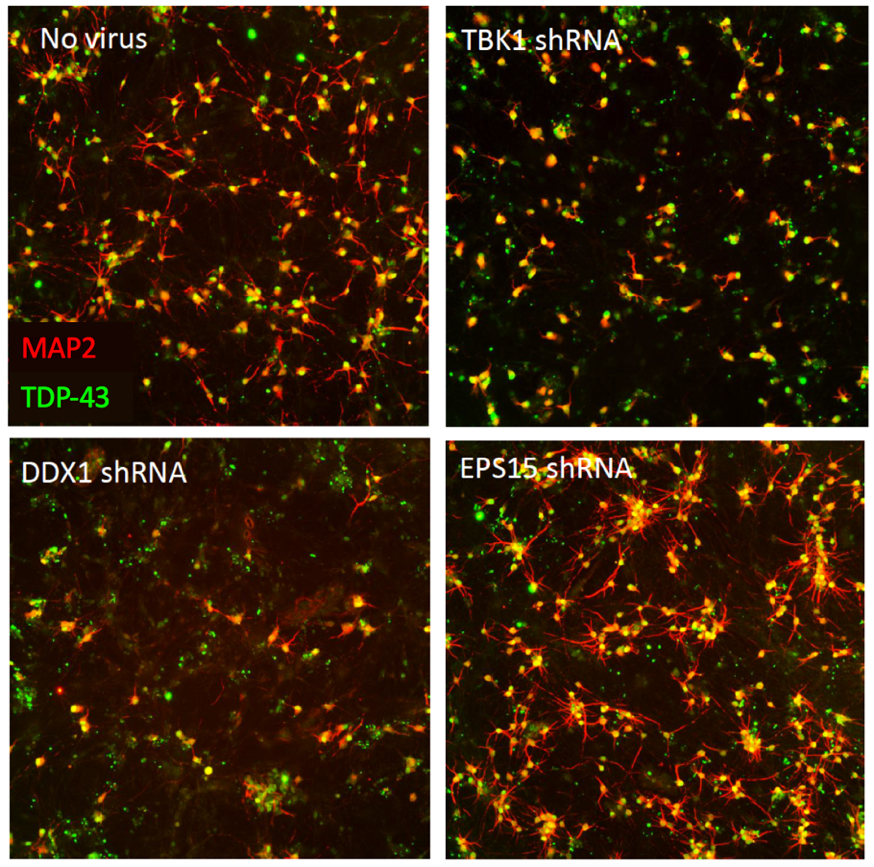 No virus
TBK1 shRNA
MAP2
TDP-43
DDX1 shRNA
EPS15 shRNA